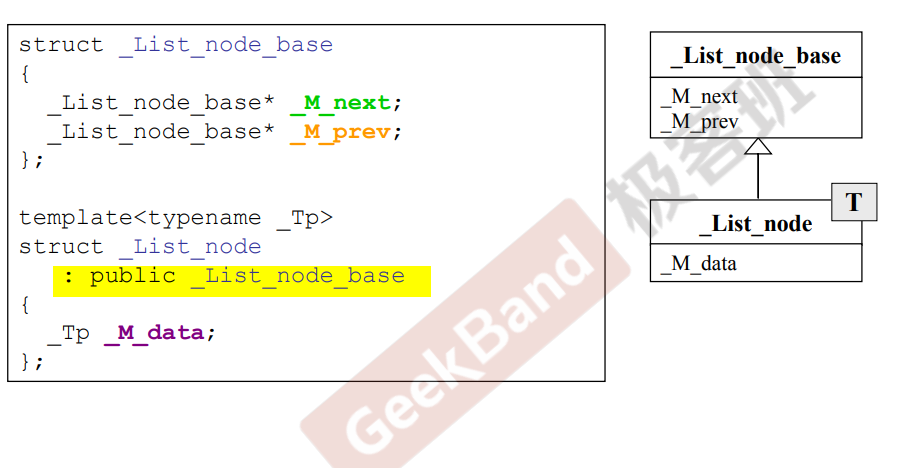 struct _List_node_base
{
  _List_node_base* _M_next;
  _List_node_base* _M_prev;
};

template<typename _Tp>
struct _List_node
   : public _List_node_base
{
  _Tp _M_data;
};
_List_node_base
_M_next
_M_prev
T
_List_node
_M_data
GeekBand 极客班